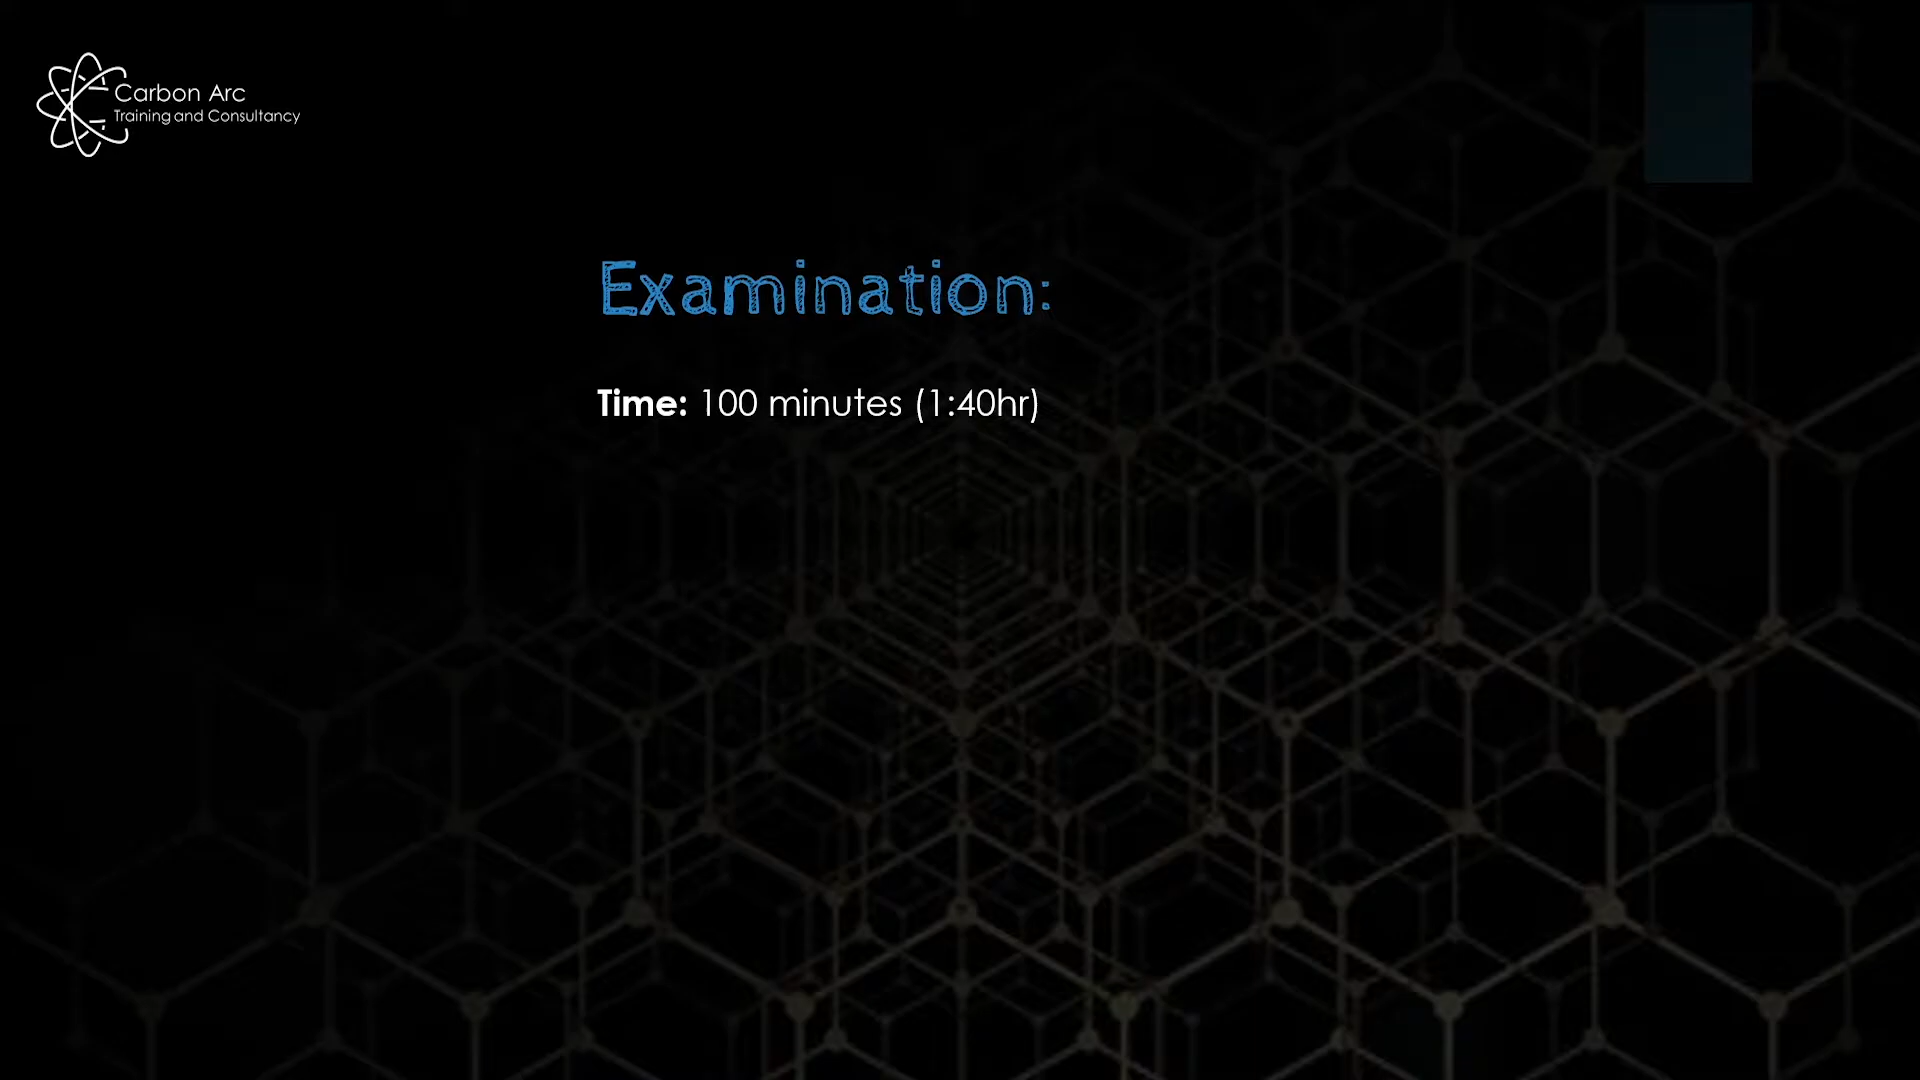 Carbon Arc
Training and Consultancy
Examination:
Time: 100 minutes (1:40hr)